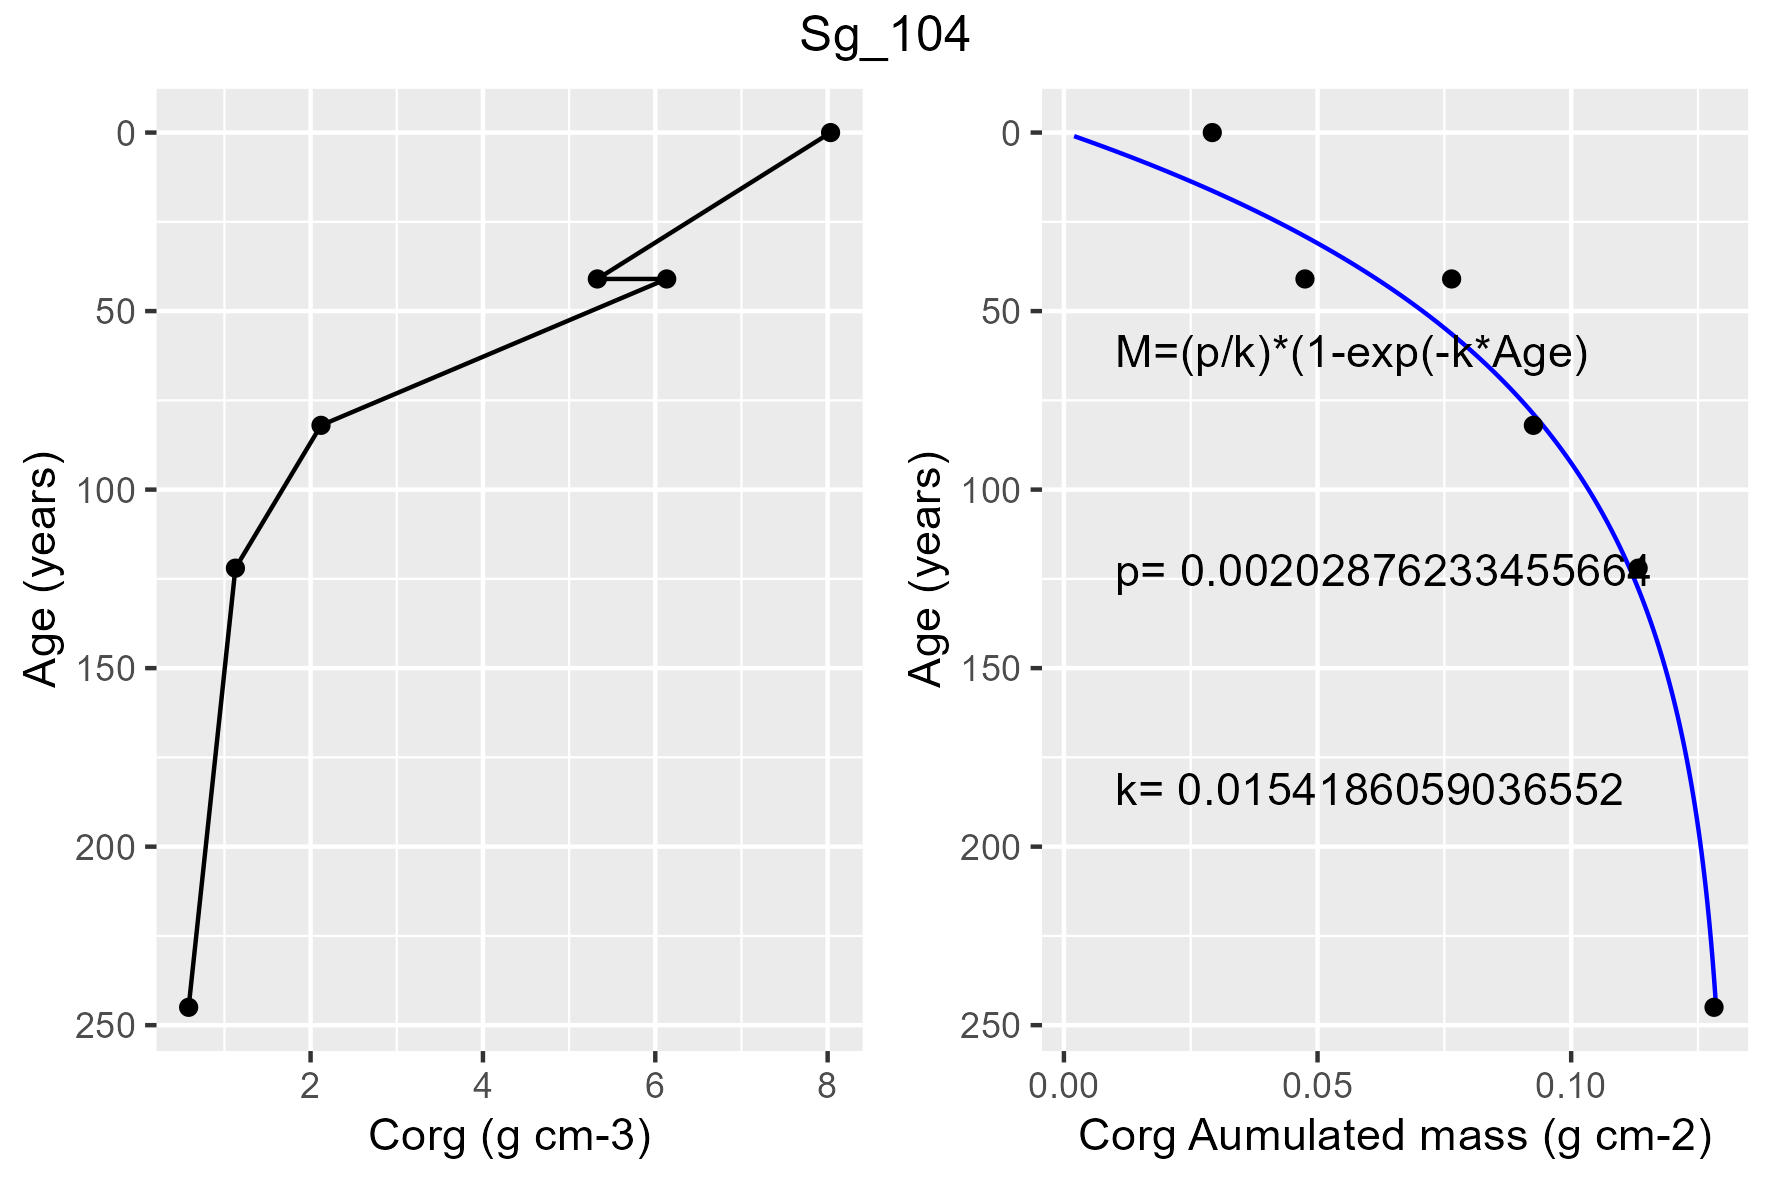 Sg_104
0
50
100
150
200
250
Age (years)
2 4 6 8
Corg (g cm-3)
0
50
100
150
200
250
Age (years)
M=(p/k)*(1-exp(-k*Age)
p= 0.00202876233455664
k= 0.0154186059036552
0.00 0.05 0.10
Corg Aumulated mass (g cm-2)